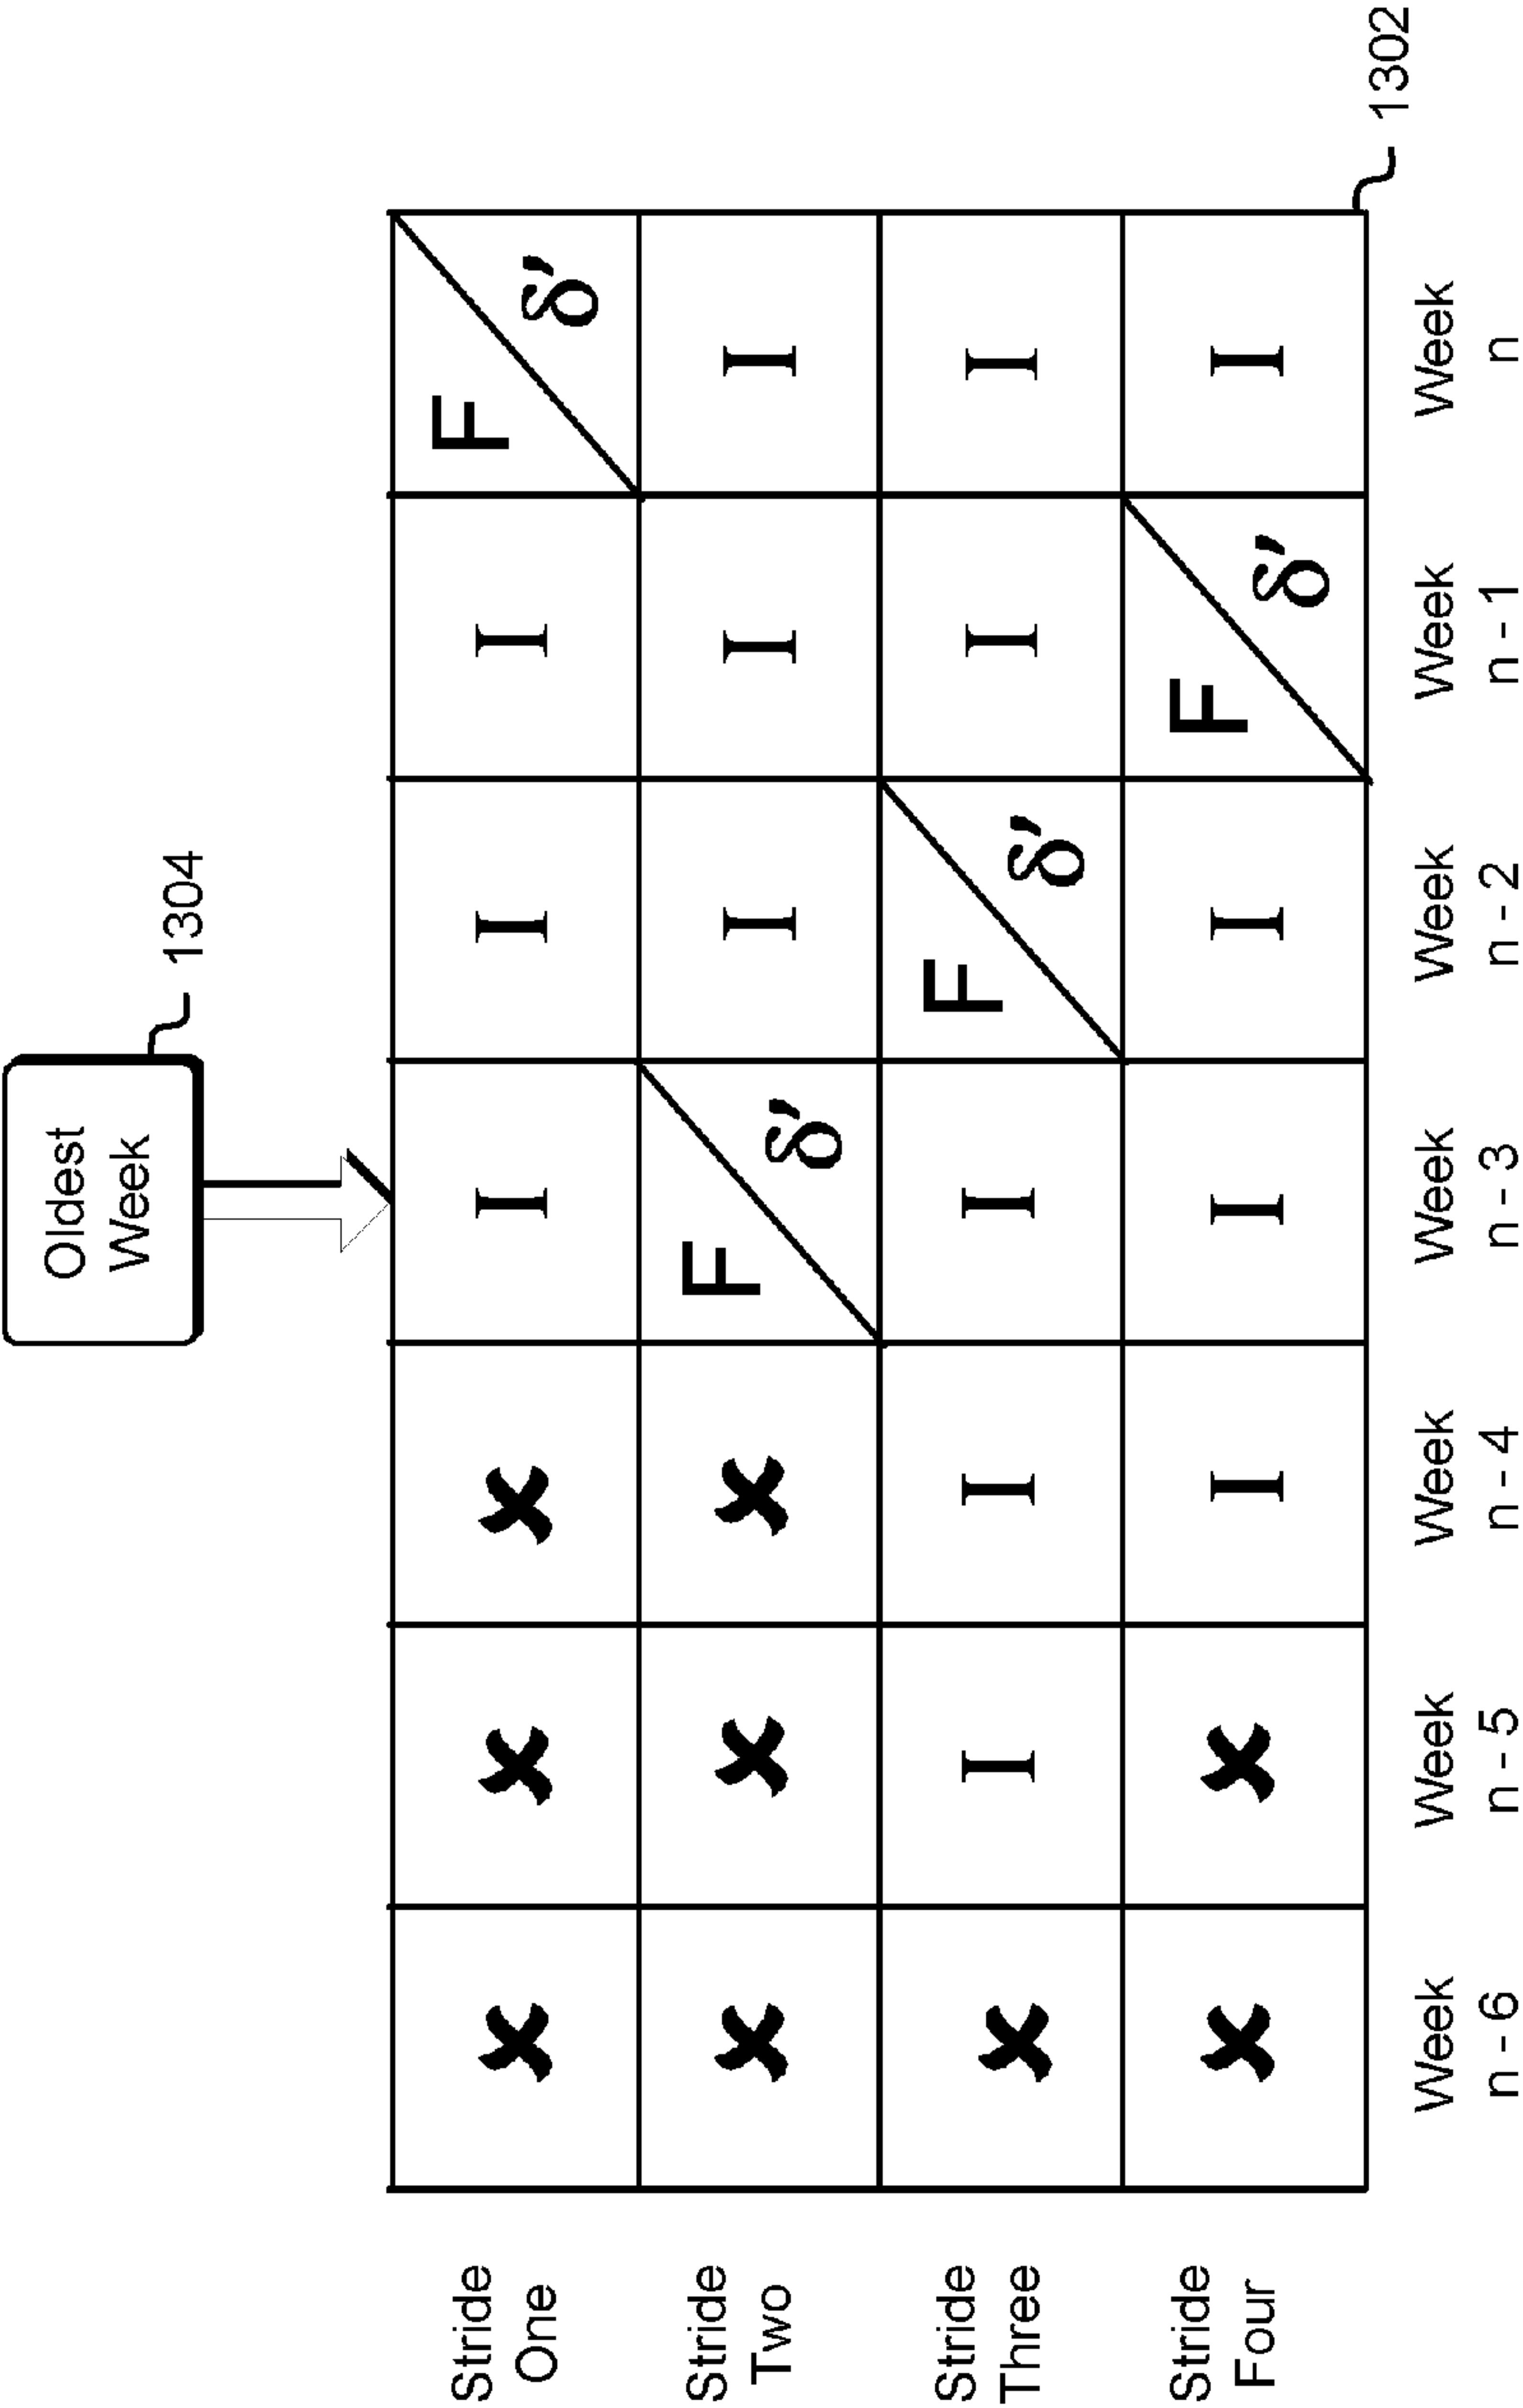 Oldest
Week
1304
Stride
One
✘ ✘ ✘ I I I F δ'
Stride
Two
✘ ✘ ✘ F δ' I I I
Stride
Three
✘ I I I F δ' I I
Stride
Four
✘ ✘ I I I F δ' I
1302
Week
n - 6
Week
n - 5
Week
n - 4
Week
n - 3
Week
n - 2
Week
n - 1
Week
n